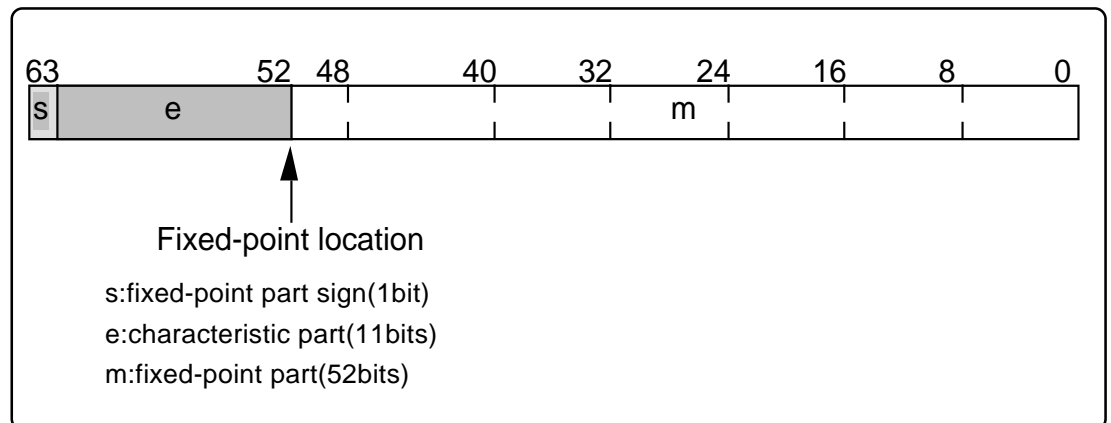 63 52 48 40 32 24 16 8 0
s e m
Fixed-point location
s:fixed-point part sign(1bit)
e:characteristic part(11bits)
m:fixed-point part(52bits)